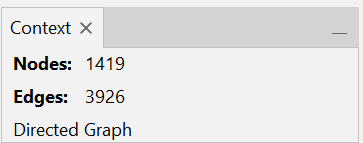 Context
Nodes: 1419
Edges: 3926
Directed Graph